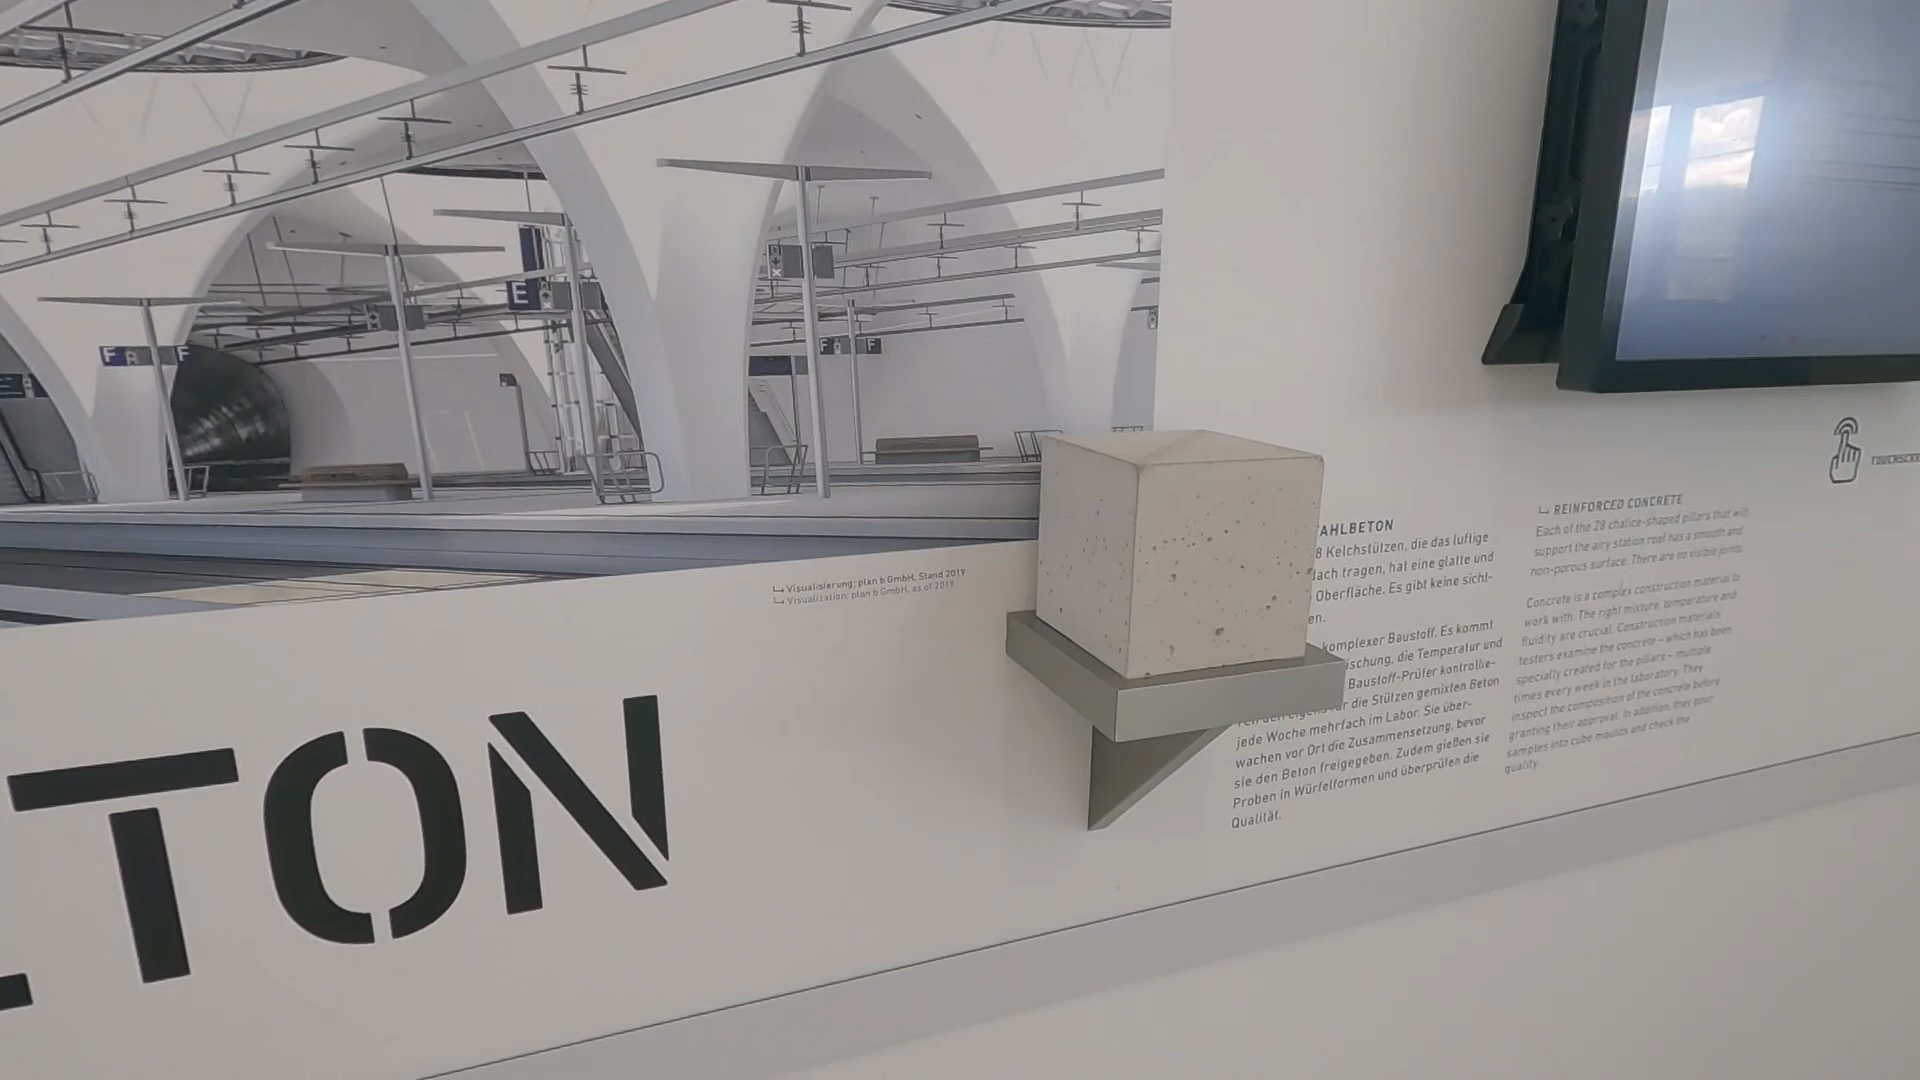 E
F
F
F
F
↳ Visualisierung: plan b GmbH, Stand 2019
↳ Visualization: plan b GmbH, as of 2019
TON
TAHLBETON
8 Kelchstützen, die das luftige
dach tragen, hat eine glatte und
Oberfläche. Es gibt keine sicht-
en.
komplexer Baustoff. Es kommt
ischung, die Temperatur und
Baustoff-Prüfer kontrollie-
ren den eigens für die Stützen gemixten Beton
jede Woche mehrfach im Labor. Sie über-
wachen vor Ort die Zusammensetzung, bevor
sie den Beton freigegeben. Zudem gießen sie
Proben in Würfelformen und überprüfen die
Qualität.
↳ REINFORCED CONCRETE
Each of the 28 chalice-shaped pillars that will
support the airy station roof has a smooth and
non-porous surface. There are no visible joints.
Concrete is a complex construction material to
work with. The right mixture, temperature and
fluidity are crucial. Construction materials
testers examine the concrete – which has been
specially created for the pillars – multiple
times every week in the laboratory. They
inspect the composition of the concrete before
granting their approval. In addition, they pour
samples into cube moulds and check the
quality.